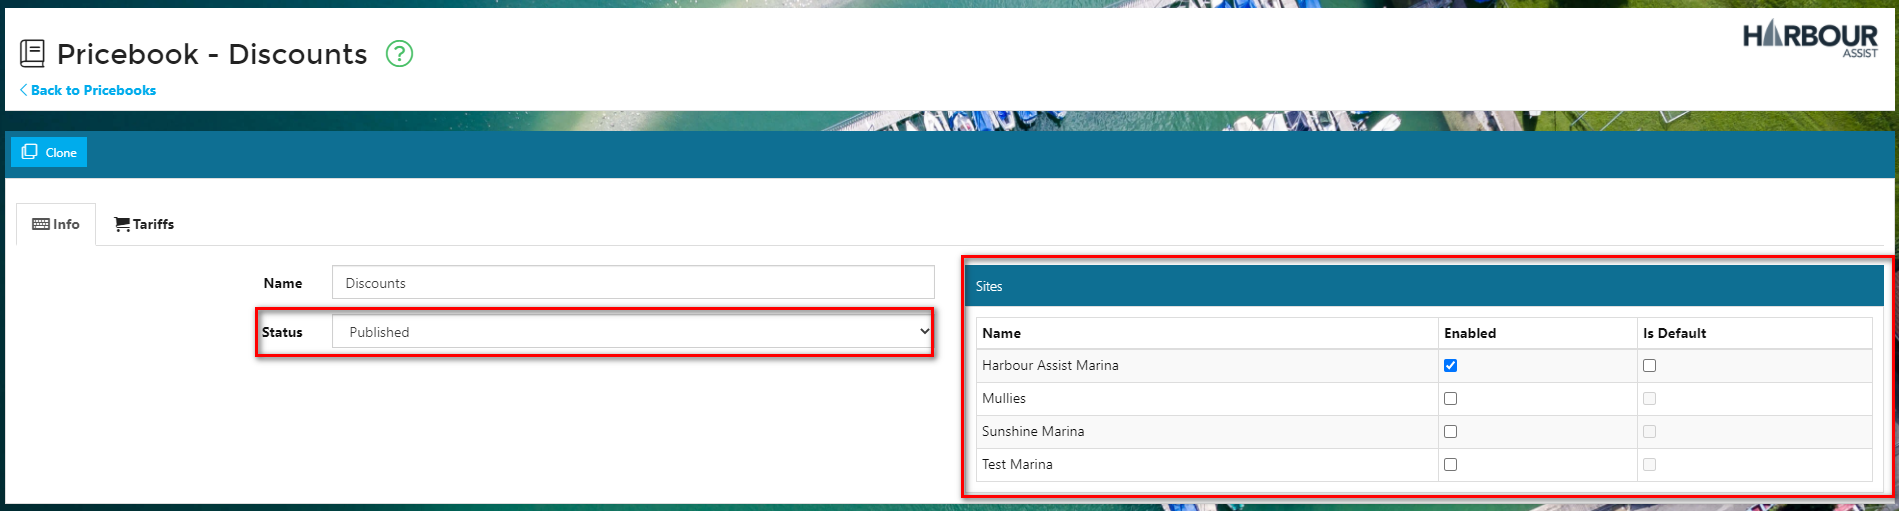 Pricebook - Discounts ?
HARBOUR
ASSIST
Back to Pricebooks
Clone
Info Tariffs
Name Discounts
Status Published
Sites
Name Enabled Is Default
Harbour Assist Marina
Mullies
Sunshine Marina
Test Marina